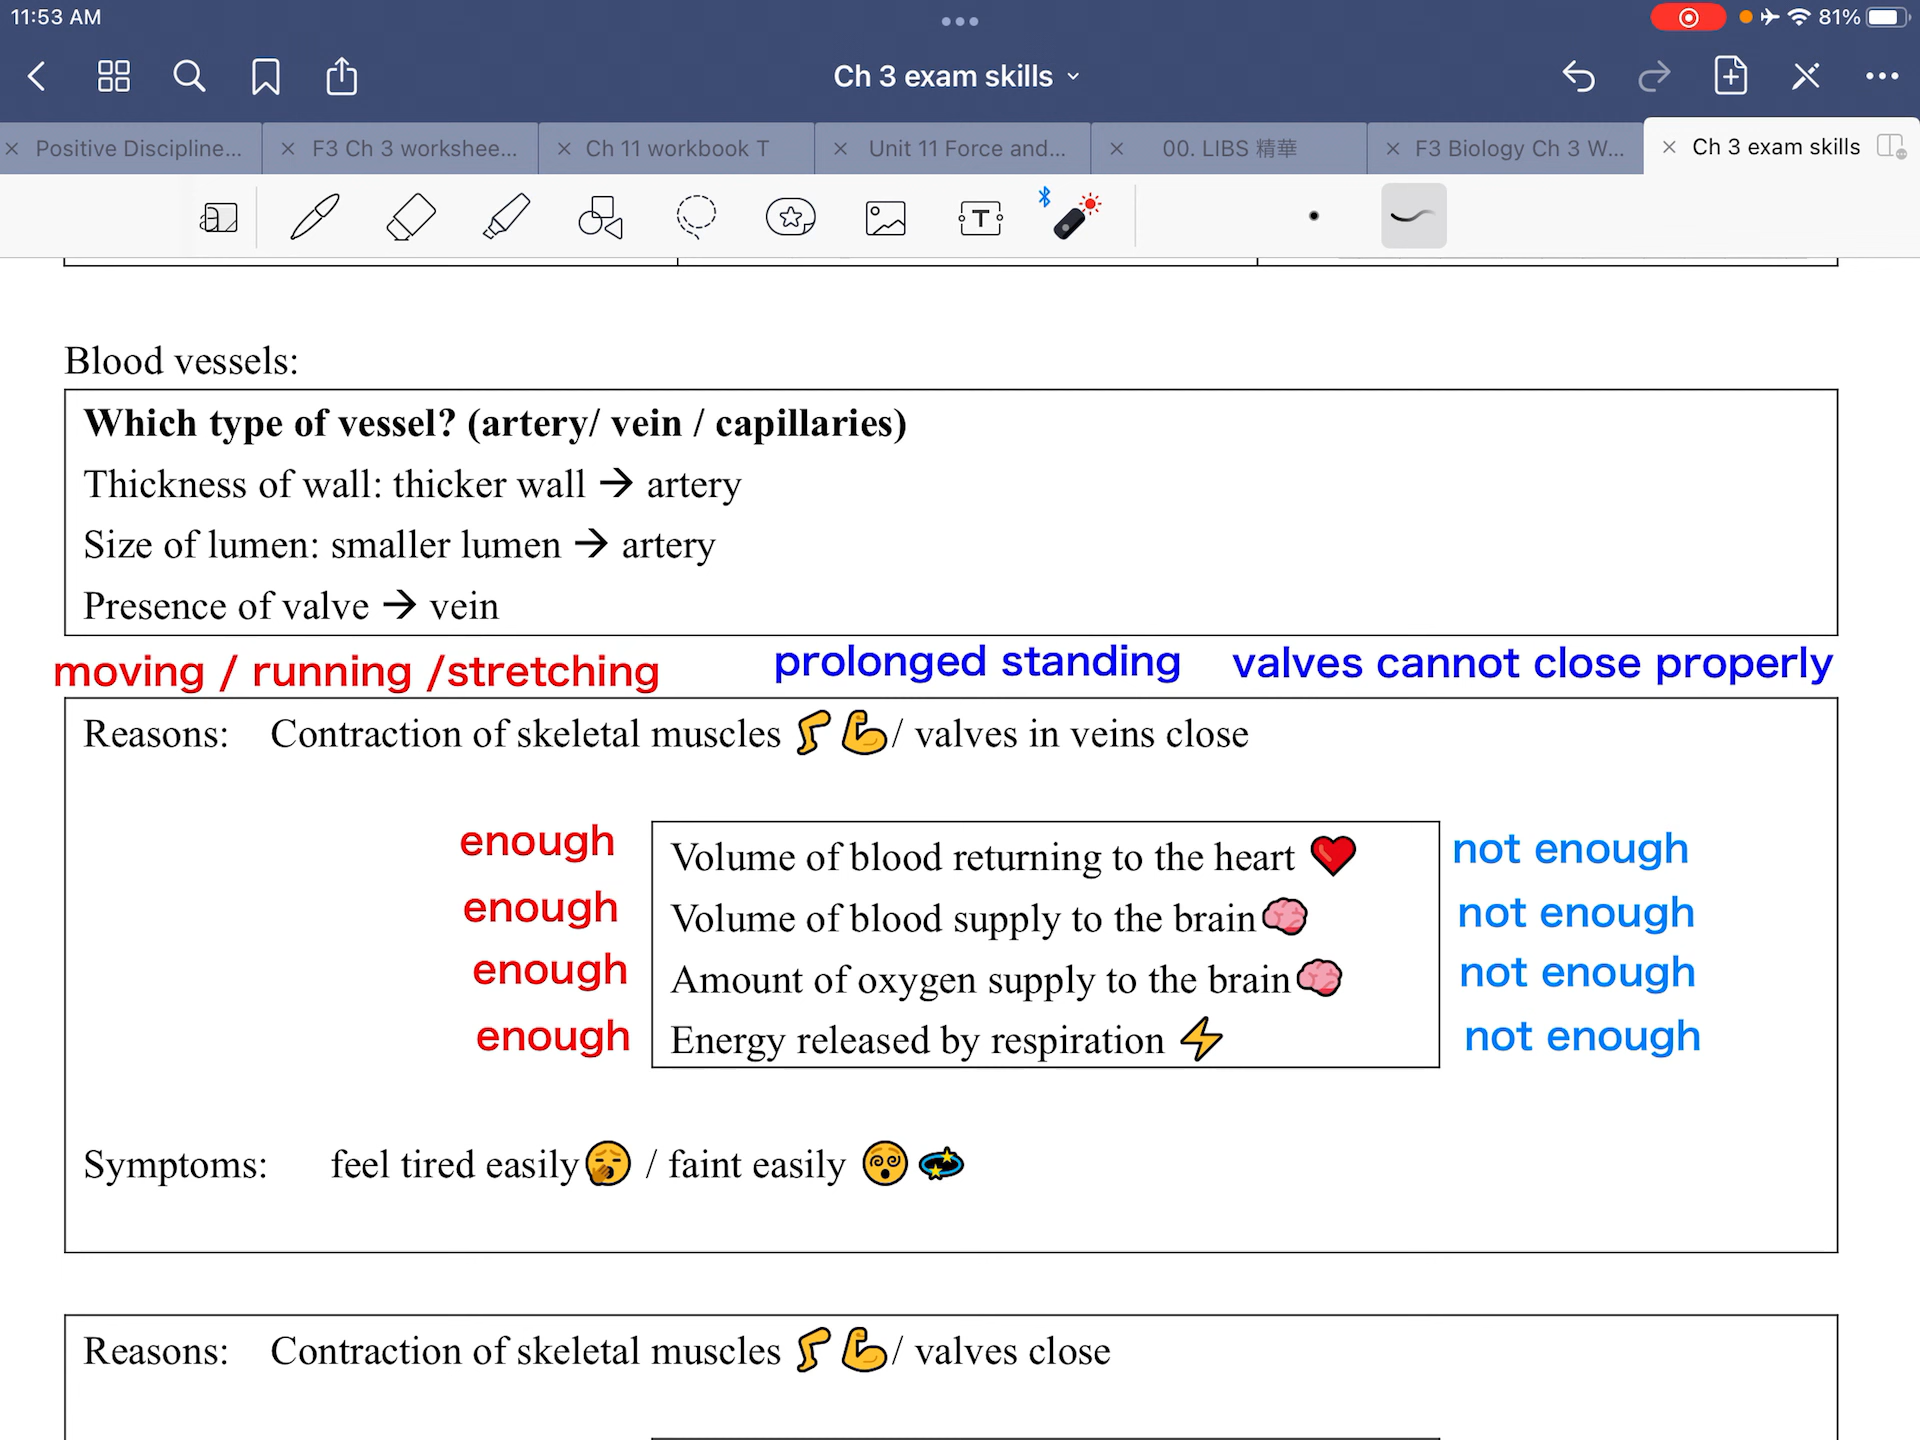 11:53 AM
81%
Ch 3 exam skills
Positive Discipline...
F3 Ch 3 workshee...
Ch 11 workbook T
Unit 11 Force and...
00. LIBS 精華
F3 Biology Ch 3 W...
Ch 3 exam skills
Blood vessels:
Which type of vessel? (artery/ vein / capillaries)
Thickness of wall: thicker wall → artery
Size of lumen: smaller lumen → artery
Presence of valve → vein
moving / running /stretching
prolonged standing
valves cannot close properly
Reasons: Contraction of skeletal muscles 🦵💪/ valves in veins close
enough Volume of blood returning to the heart ❤️ not enough
enough Volume of blood supply to the brain🧠 not enough
enough Amount of oxygen supply to the brain🧠 not enough
enough Energy released by respiration ⚡ not enough
Symptoms: feel tired easily🥱 / faint easily 😵‍💫 💫
Reasons: Contraction of skeletal muscles 🦵💪/ valves close